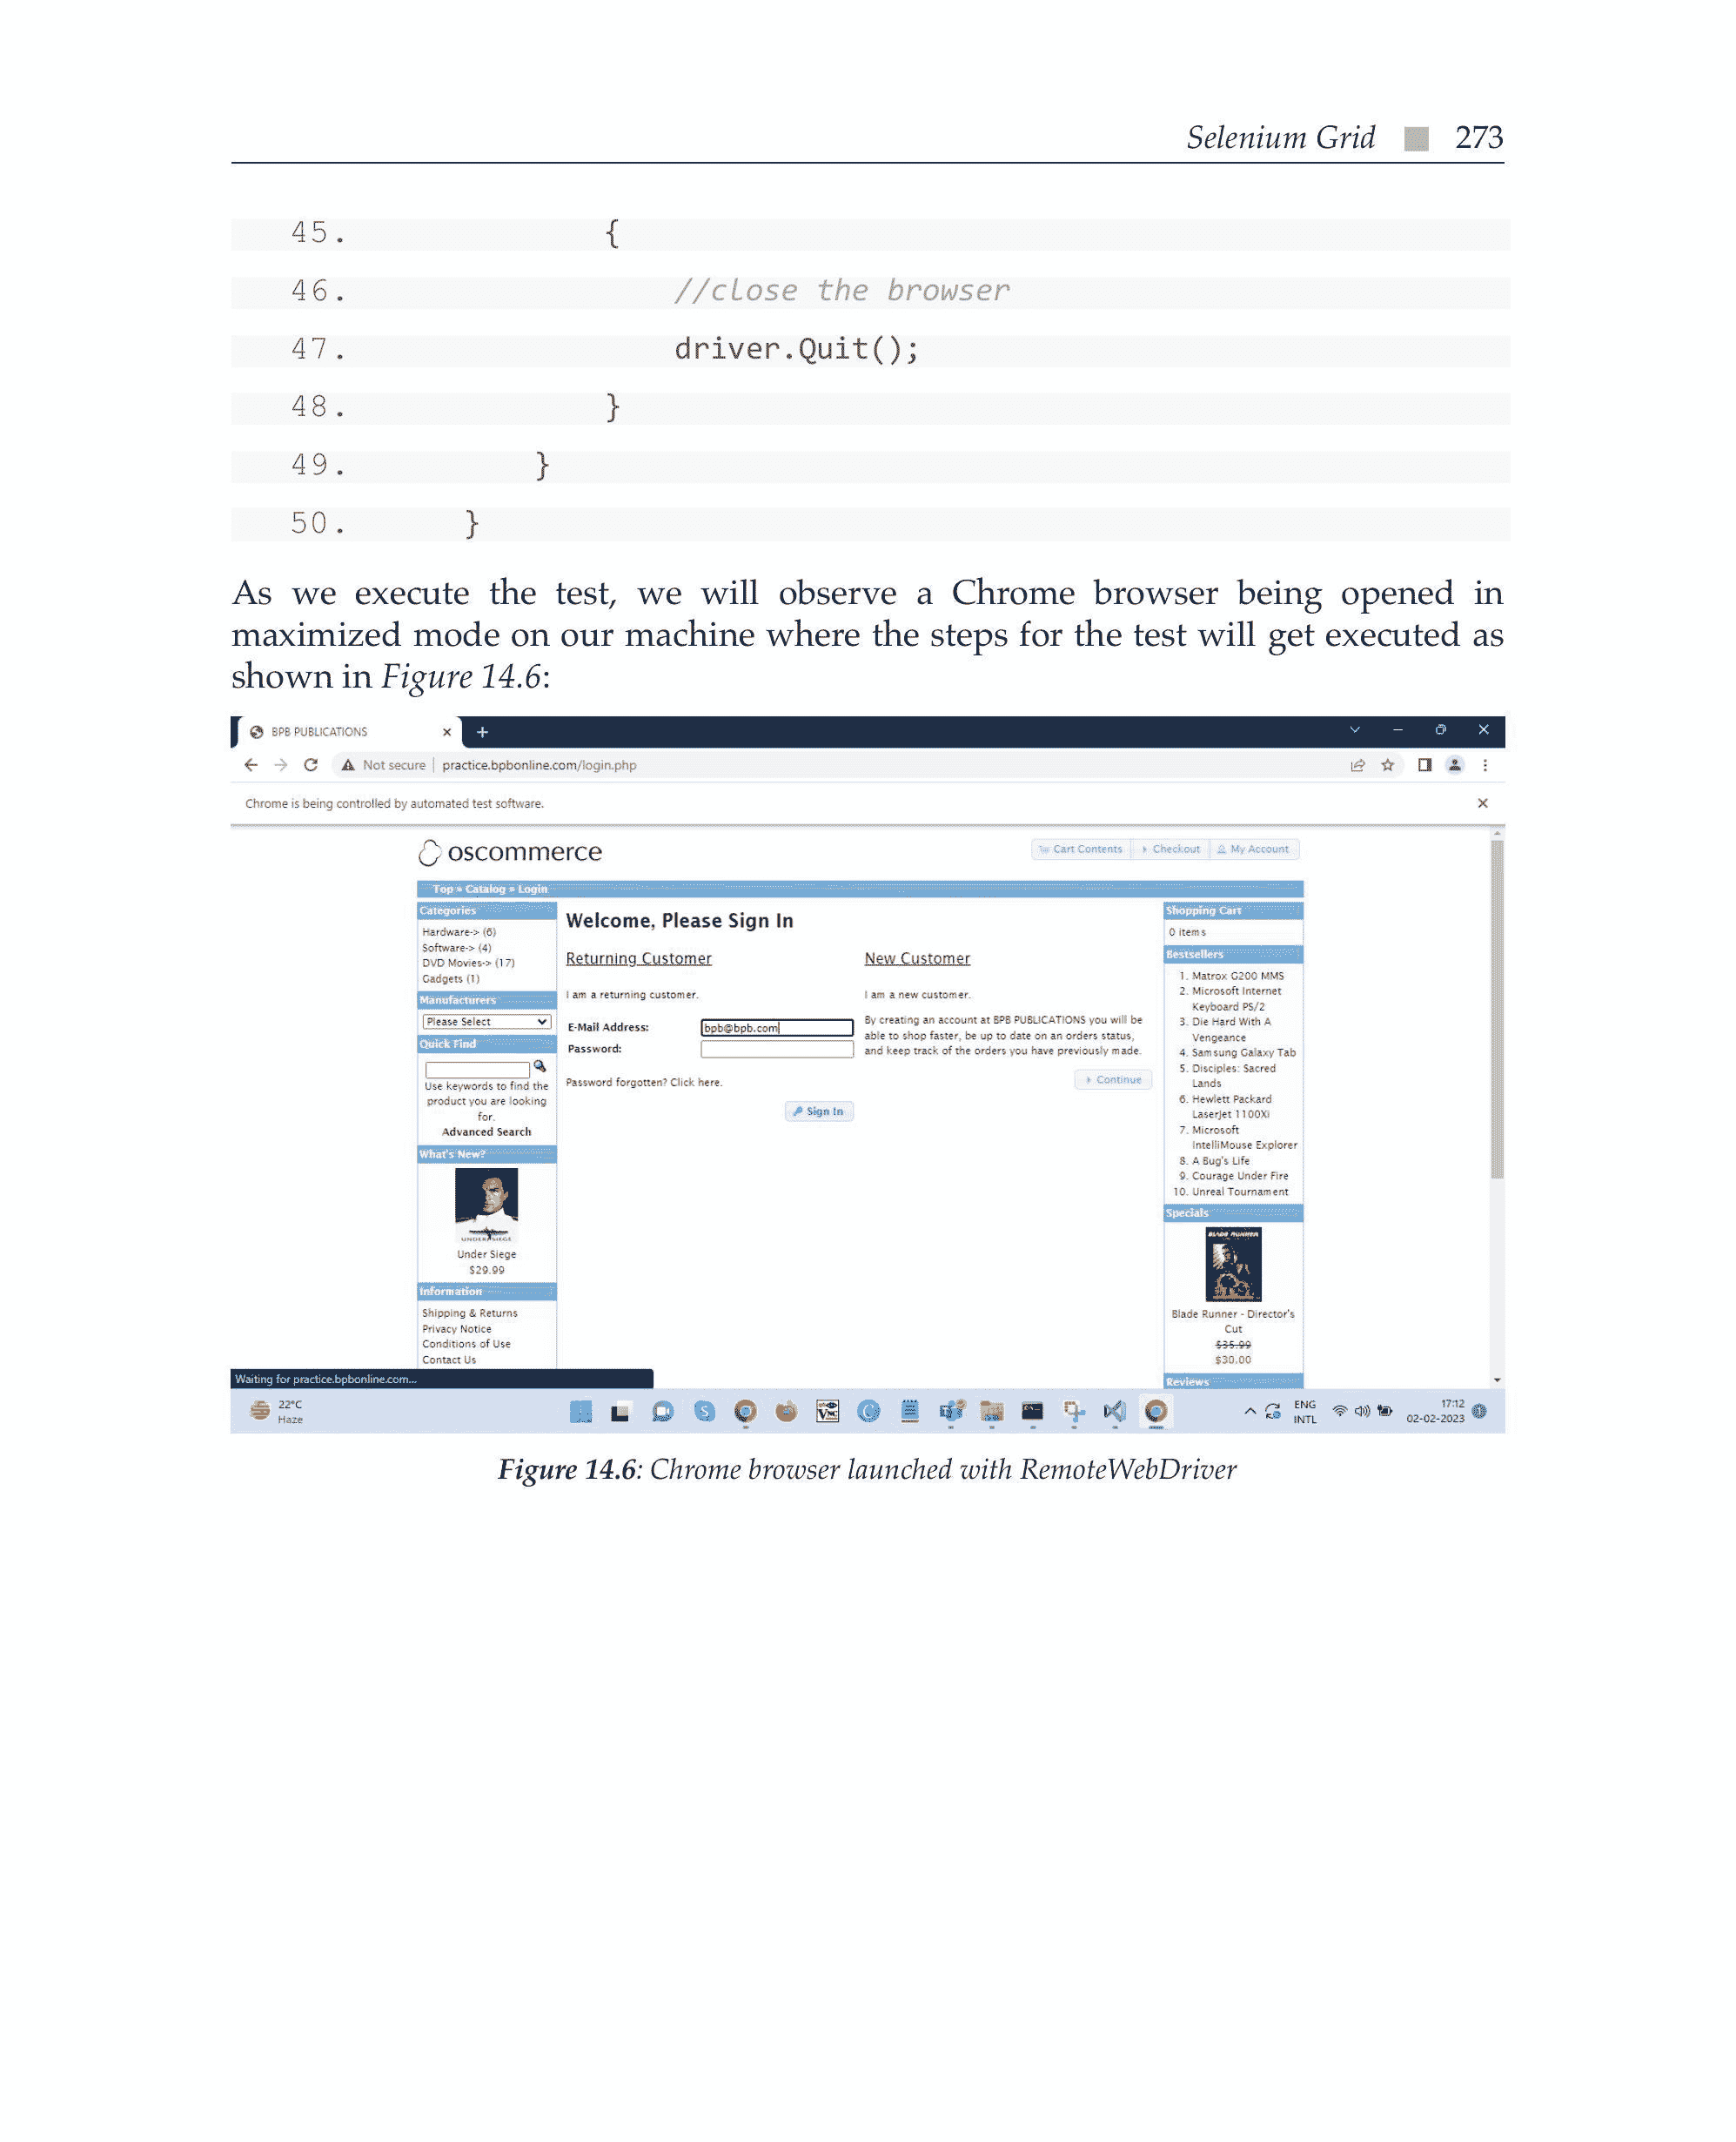 Selenium Grid 273
45. {
46. //close the browser
47. driver.Quit();
48. }
49. }
50. }
As we execute the test, we will observe a Chrome browser being opened in
maximized mode on our machine where the steps for the test will get executed as
shown in Figure 14.6:
BPB PUBLICATIONS
Not secure | practice.bpbonline.com/login.php
Chrome is being controlled by automated test software.
oscommerce
Cart Contents Checkout My Account
Top » Catalog » Login
Categories
Hardware-> (6)
Software-> (4)
DVD Movies-> (17)
Gadgets (1)
Manufacturers
Please Select
Quick Find
Use keywords to find the
product you are looking
for.
Advanced Search
What's New?
UNDER SIEGE
Under Siege
$29.99
Information
Shipping & Returns
Privacy Notice
Conditions of Use
Contact Us
Welcome, Please Sign In
Returning Customer
I am a returning customer.
E-Mail Address: bpb@bpb.com
Password:
Password forgotten? Click here.
Sign In
New Customer
I am a new customer.
By creating an account at BPB PUBLICATIONS you will be
able to shop faster, be up to date on an orders status,
and keep track of the orders you have previously made.
Continue
Shopping Cart
0 items
Bestsellers
1. Matrox G200 MMS
2. Microsoft Internet
Keyboard PS/2
3. Die Hard With A
Vengeance
4. Samsung Galaxy Tab
5. Disciples: Sacred
Lands
6. Hewlett Packard
LaserJet 1100Xi
7. Microsoft
IntelliMouse Explorer
8. A Bug's Life
9. Courage Under Fire
10. Unreal Tournament
Specials
BLADE RUNNER
Blade Runner - Director's
Cut
$35.99
$30.00
Reviews
Waiting for practice.bpbonline.com...
22°C
Haze
ENG
INTL
17:12
02-02-2023
Figure 14.6: Chrome browser launched with RemoteWebDriver